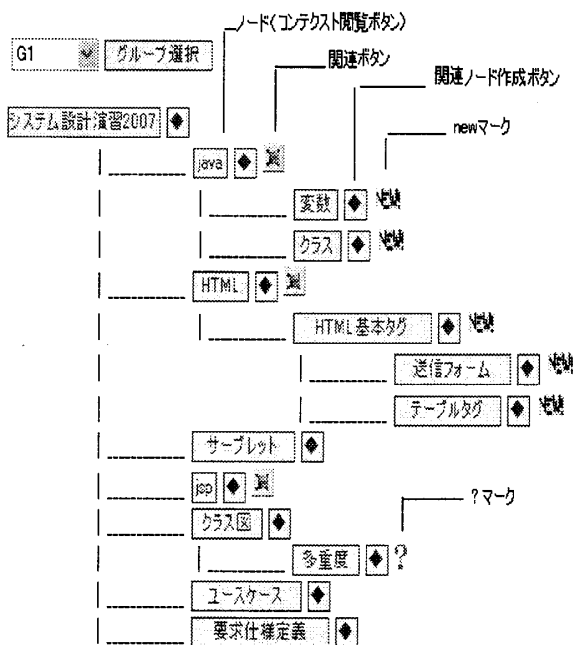 ノード(コンテクスト閲覧ボタン)
G1 グループ選択
関連ボタン
関連ノード作成ボタン
newマーク
システム設計演習2007 ◆
java ◆
変数 ◆ NEW!
クラス ◆ NEW!
HTML ◆
HTML基本タグ ◆ NEW!
送信フォーム ◆ NEW!
テーブルタグ ◆ NEW!
サーブレット ◆
jsp ◆
?マーク
クラス図 ◆
多重度 ◆ ?
ユースケース ◆
要求仕様定義 ◆